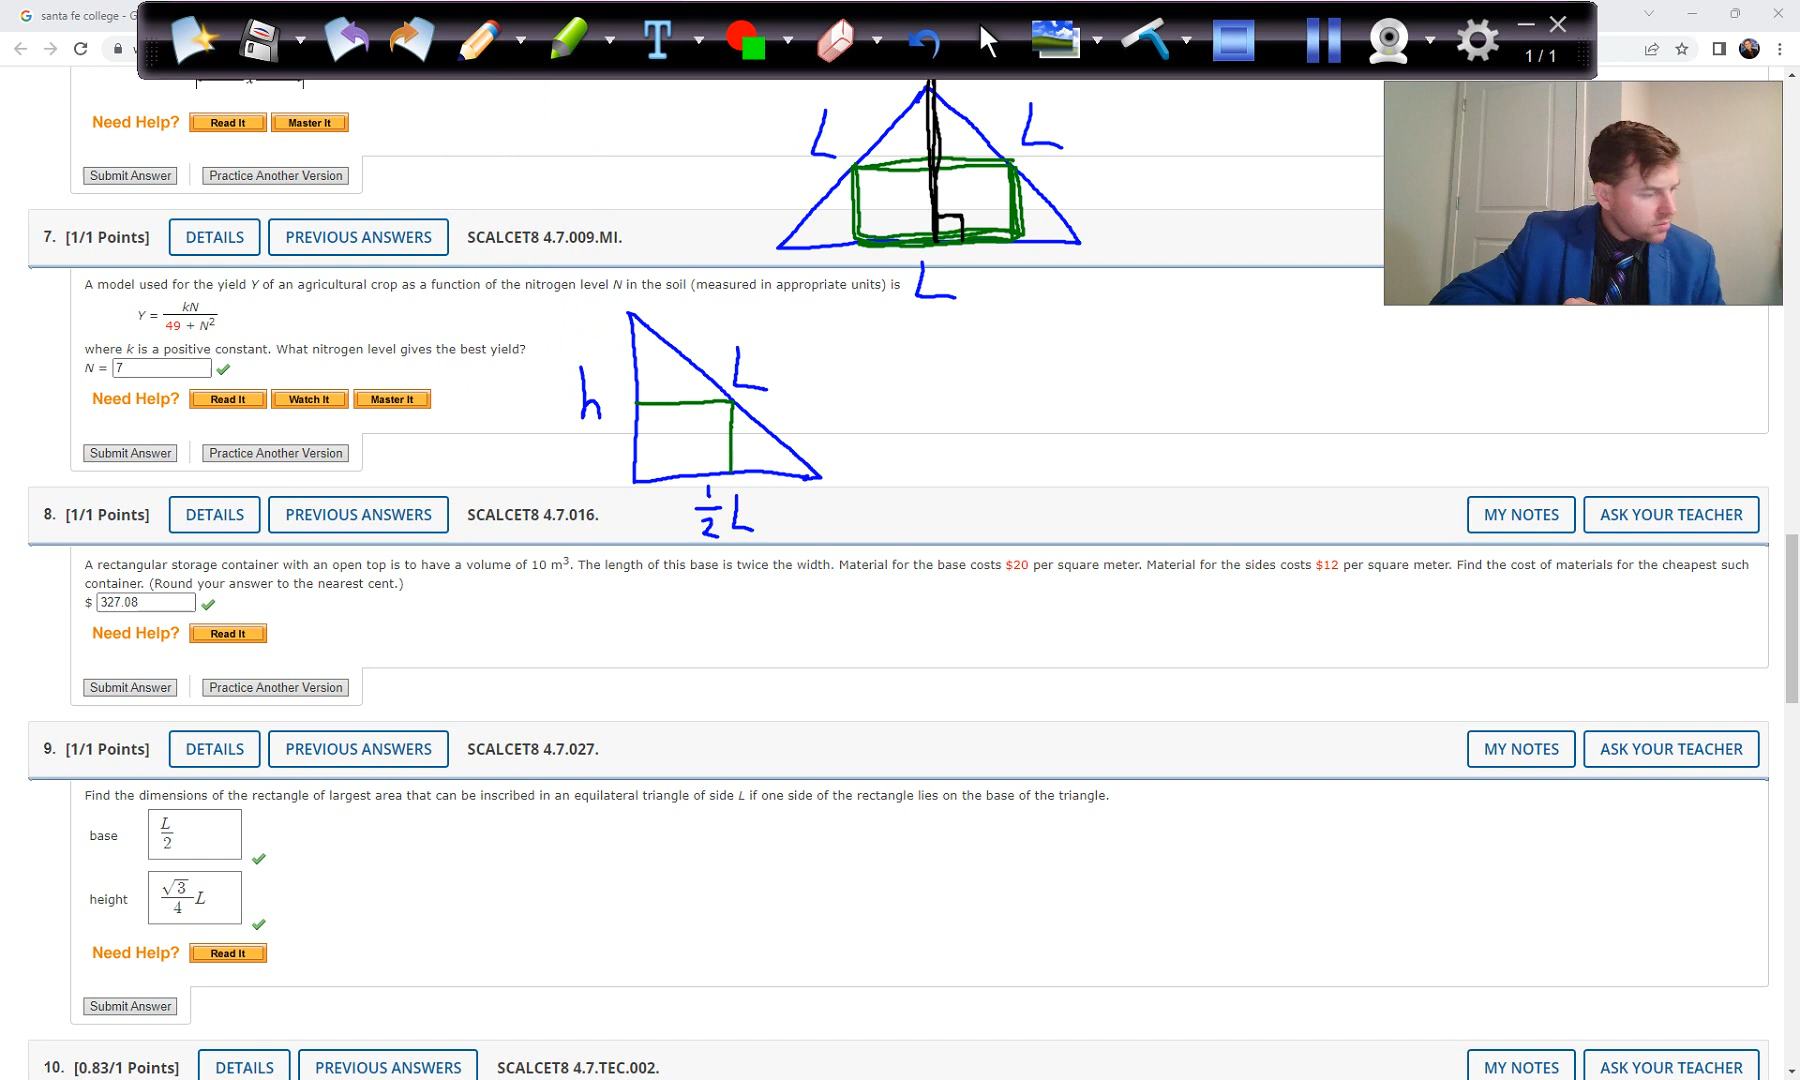 santa fe college - G
1 / 1
Need Help? Read It Master It
Submit Answer Practice Another Version
L
L
L
7. [1/1 Points] DETAILS PREVIOUS ANSWERS SCALCET8 4.7.009.MI.
A model used for the yield Y of an agricultural crop as a function of the nitrogen level N in the soil (measured in appropriate units) is
Y = kN / 49 + N²
where k is a positive constant. What nitrogen level gives the best yield?
N = 7
Need Help? Read It Watch It Master It
Submit Answer Practice Another Version
h
L
1/2 L
8. [1/1 Points] DETAILS PREVIOUS ANSWERS SCALCET8 4.7.016. MY NOTES ASK YOUR TEACHER
A rectangular storage container with an open top is to have a volume of 10 m³. The length of this base is twice the width. Material for the base costs $20 per square meter. Material for the sides costs $12 per square meter. Find the cost of materials for the cheapest such
container. (Round your answer to the nearest cent.)
$ 327.08
Need Help? Read It
Submit Answer Practice Another Version
9. [1/1 Points] DETAILS PREVIOUS ANSWERS SCALCET8 4.7.027. MY NOTES ASK YOUR TEACHER
Find the dimensions of the rectangle of largest area that can be inscribed in an equilateral triangle of side L if one side of the rectangle lies on the base of the triangle.
base L/2
height √3/4 L
Need Help? Read It
Submit Answer
10. [0.83/1 Points] DETAILS PREVIOUS ANSWERS SCALCET8 4.7.TEC.002. MY NOTES ASK YOUR TEACHER